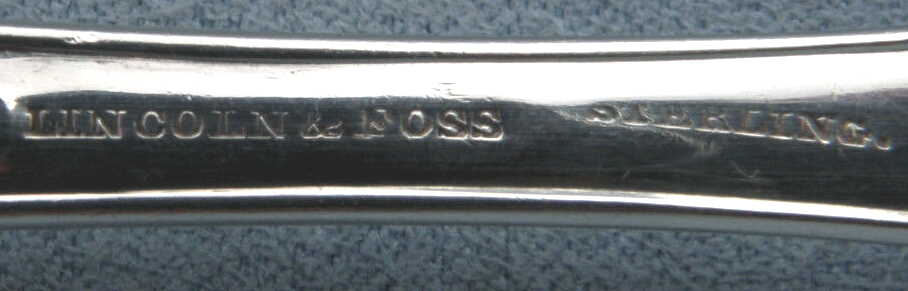 LINCOLN & FOSS STERLING.